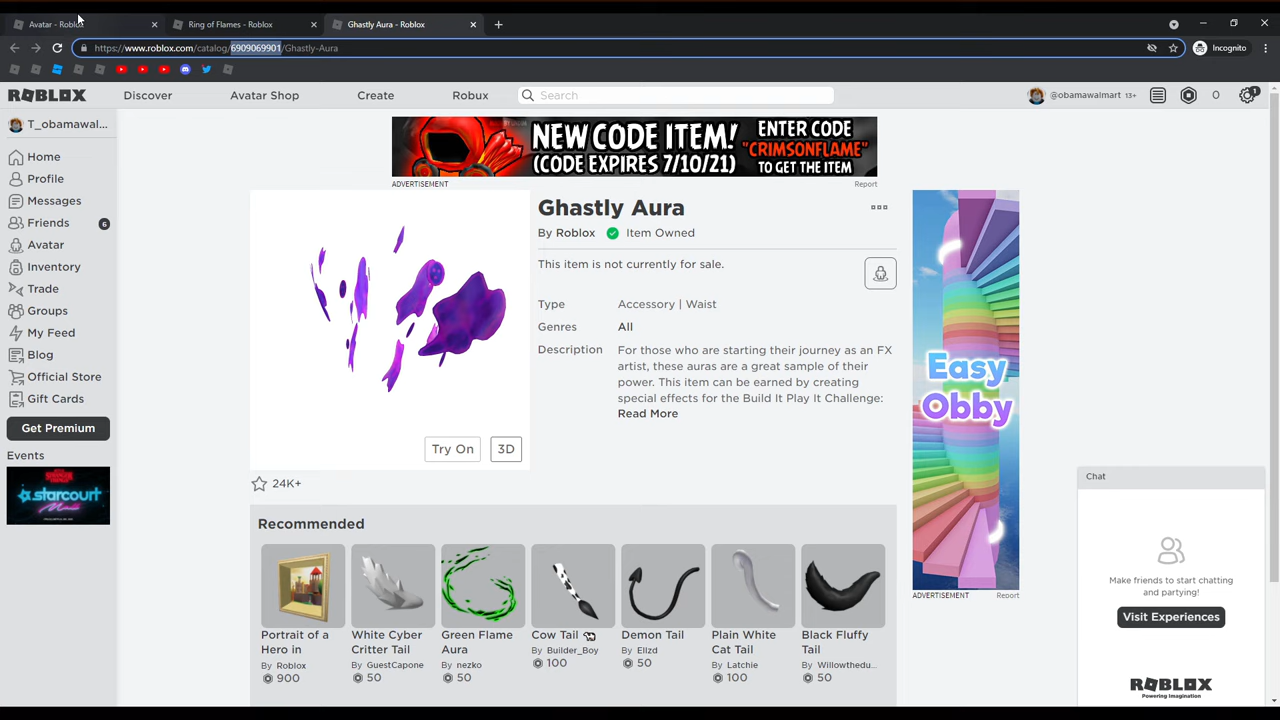 Avatar - Roblox
Ring of Flames - Roblox
Ghastly Aura - Roblox
https://www.roblox.com/catalog/6909069901/Ghastly-Aura
Incognito
ROBLOX
Discover
Avatar Shop
Create
Robux
Search
@obamawalmart 13+
0
1
T_obamawal...
Home
Profile
Messages
Friends
6
Avatar
Inventory
Trade
Groups
My Feed
Blog
Official Store
Gift Cards
Get Premium
Events
starcourt
NEW CODE ITEM!
(CODE EXPIRES 7/10/21)
ENTER CODE
"CRIMSONFLAME"
TO GET THE ITEM
ADVERTISEMENT
Report
Ghastly Aura
By Roblox Item Owned
This item is not currently for sale.
Type Accessory | Waist
Genres All
Description For those who are starting their journey as an FX
artist, these auras are a great sample of their
power. This item can be earned by creating
special effects for the Build It Play It Challenge:
Read More
Try On
3D
24K+
Recommended
Portrait of a
Hero in
By Roblox
900
White Cyber
Critter Tail
By GuestCapone
50
Green Flame
Aura
By nezko
50
Cow Tail
By Builder_Boy
100
Demon Tail
By Elizd
50
Plain White
Cat Tail
By Latchie
100
Black Fluffy
Tail
By Willowthedu...
50
Easy
Obby
ADVERTISEMENT
Report
Chat
Make friends to start chatting
and partying!
Visit Experiences
ROBLOX
Powering Imagination